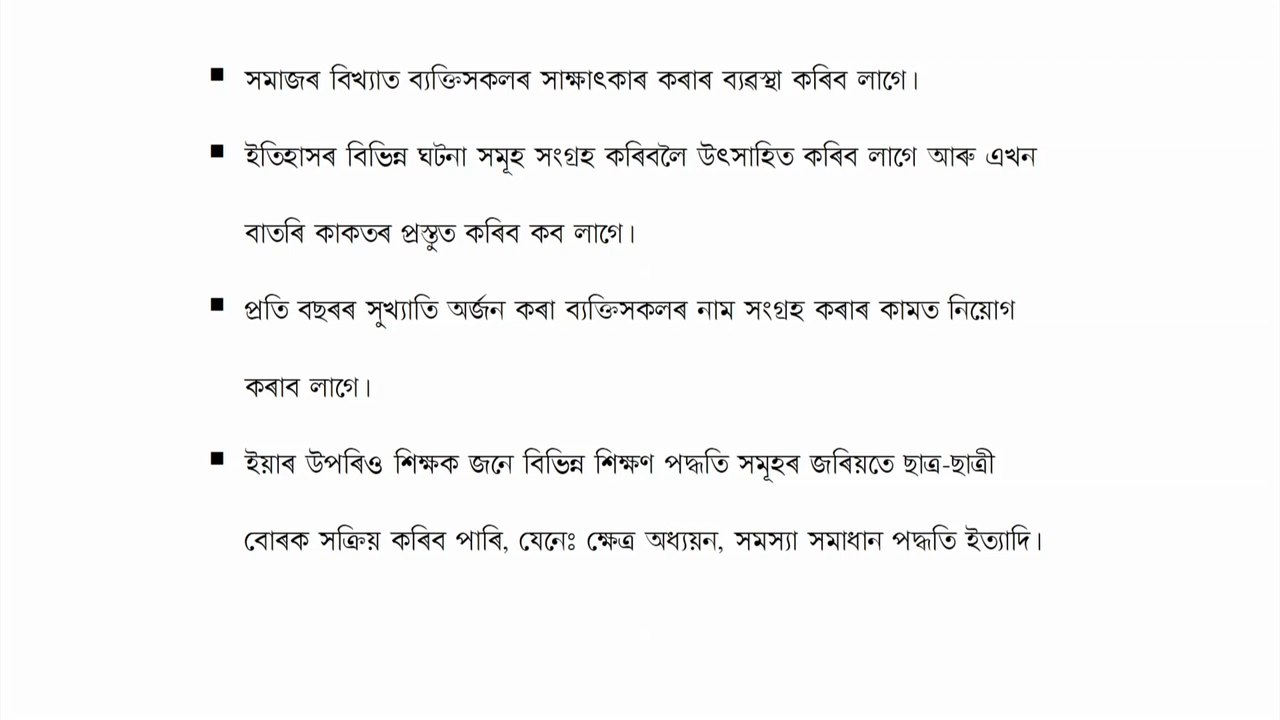 ▪ সমাজৰ বিখ্যাত ব্যক্তিসকলৰ সাক্ষাৎকাৰ কৰাৰ ব্যৱস্থা কৰিব লাগে।
▪ ইতিহাসৰ বিভিন্ন ঘটনা সমূহ সংগ্ৰহ কৰিবলৈ উৎসাহিত কৰিব লাগে আৰু এখন
বাতৰি কাকতৰ প্ৰস্তুত কৰিব কব লাগে।
▪ প্ৰতি বছৰৰ সুখ্যাতি অৰ্জন কৰা ব্যক্তিসকলৰ নাম সংগ্ৰহ কৰাৰ কামত নিয়োগ
কৰাব লাগে।
▪ ইয়াৰ উপৰিও শিক্ষক জনে বিভিন্ন শিক্ষণ পদ্ধতি সমূহৰ জৰিয়তে ছাত্ৰ-ছাত্ৰী
বোৰক সক্ৰিয় কৰিব পাৰি, যেনেঃ ক্ষেত্ৰ অধ্যয়ন, সমস্যা সমাধান পদ্ধতি ইত্যাদি।